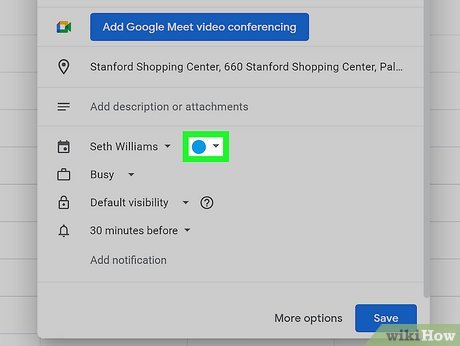 Add Google Meet video conferencing
Stanford Shopping Center, 660 Stanford Shopping Center, Pal...
Add description or attachments
Seth Williams
Busy
Default visibility
30 minutes before
Add notification
More options
Save
wikiHow